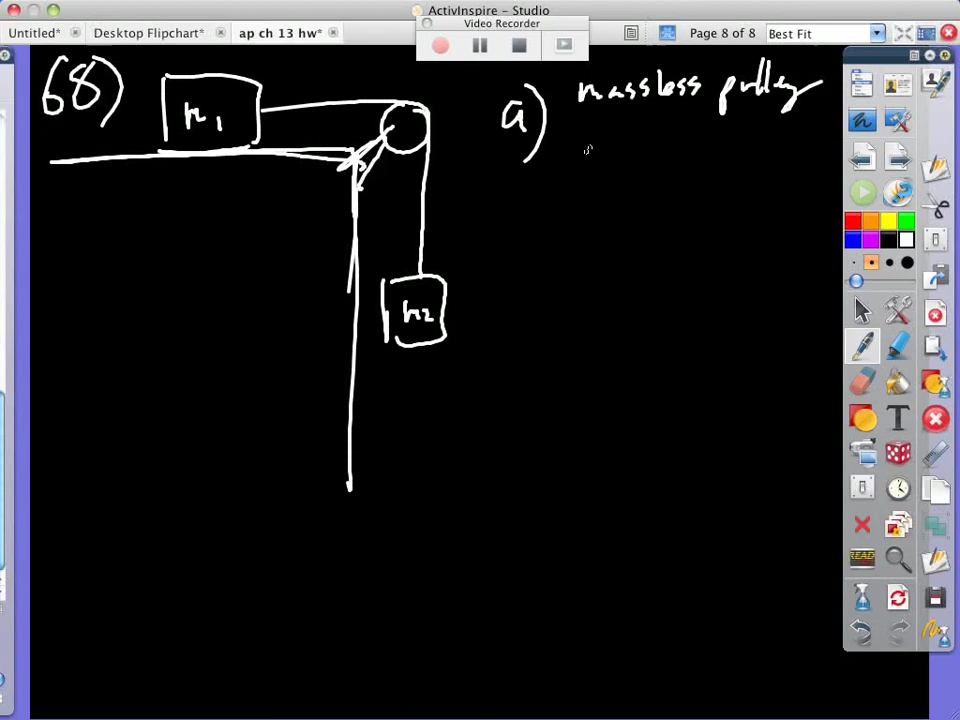 ActivInspire - Studio
Video Recorder
Untitled*
Desktop Flipchart*
ap ch 13 hw*
Page 8 of 8
Best Fit
68)
m1
a)
massless pulley
m2
READ